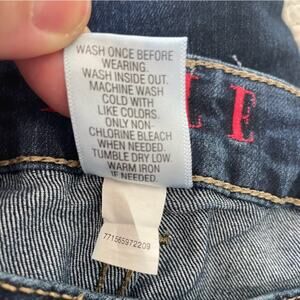 WASH ONCE BEFORE
WEARING.
WASH INSIDE OUT.
MACHINE WASH
COLD WITH
LIKE COLORS.
ONLY NON-
CHLORINE BLEACH
WHEN NEEDED.
TUMBLE DRY LOW.
WARM IRON
IF NEEDED.
771565972209